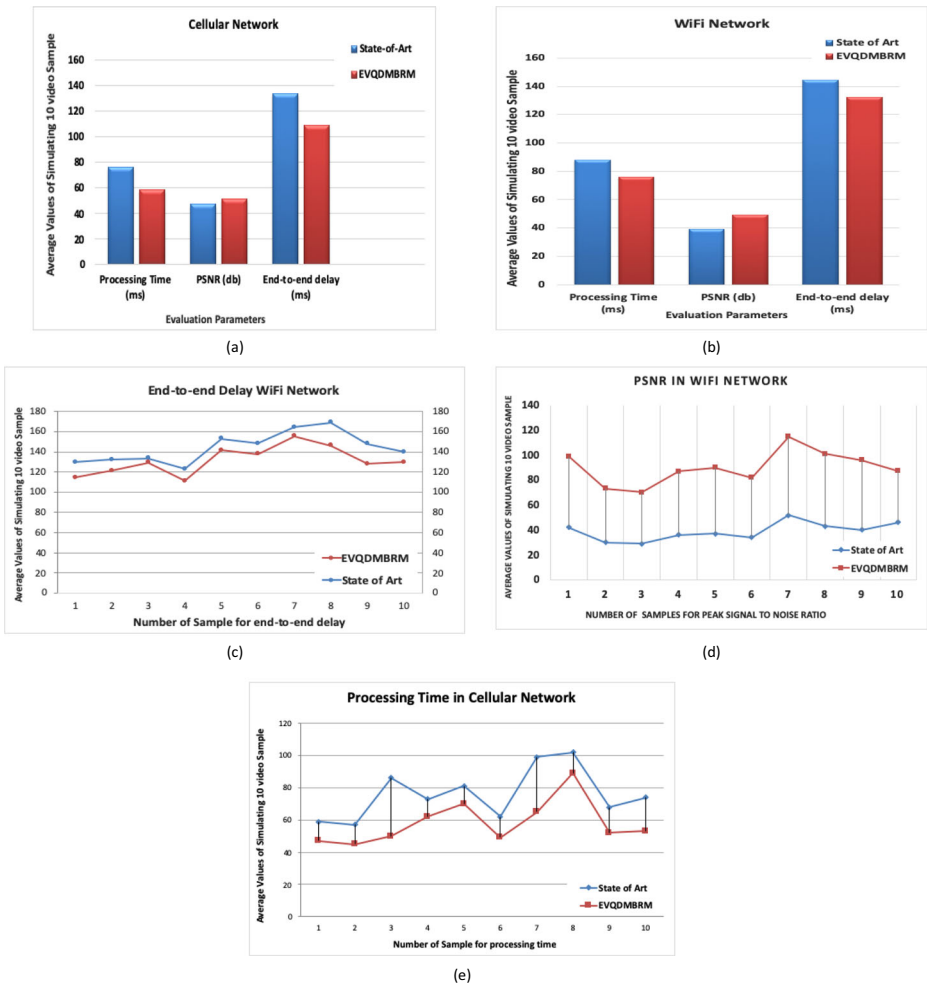 Cellular Network
State-of-Art
EVQDMBRM
Average Values of Simulating 10 video Sample
160
140
120
100
80
60
40
20
0
Processing Time (ms)
PSNR (db)
End-to-end delay (ms)
Evaluation Parameters
(a)
WiFi Network
State of Art
EVQDMBRM
Average Values of Simulating 10 video Sample
160
140
120
100
80
60
40
20
0
Processing Time (ms)
PSNR (db)
End-to-end delay (ms)
Evaluation Parameters
(b)
End-to-end Delay WiFi Network
Average Values of Simulating 10 video Sample
180 180
160 160
140 140
120 120
100 100
80 80
60 60
40 40
20 20
0 0
EVQDMBRM
State of Art
1 2 3 4 5 6 7 8 9 10
Number of Sample for end-to-end delay
(c)
PSNR IN WIFI NETWORK
AVERAGE VALUES OF SIMULATING 10 VIDEO SAMPLE
140
120
100
80
60
40
20
0
State of Art
EVQDMBRM
1 2 3 4 5 6 7 8 9 10
NUMBER OF SAMPLES FOR PEAK SIGNAL TO NOISE RATIO
(d)
Processing Time in Cellular Network
Average Values of Simulating 10 video Sample
120
100
80
60
40
20
0
State of Art
EVQDMBRM
1 2 3 4 5 6 7 8 9 10
Number of Sample for processing time
(e)